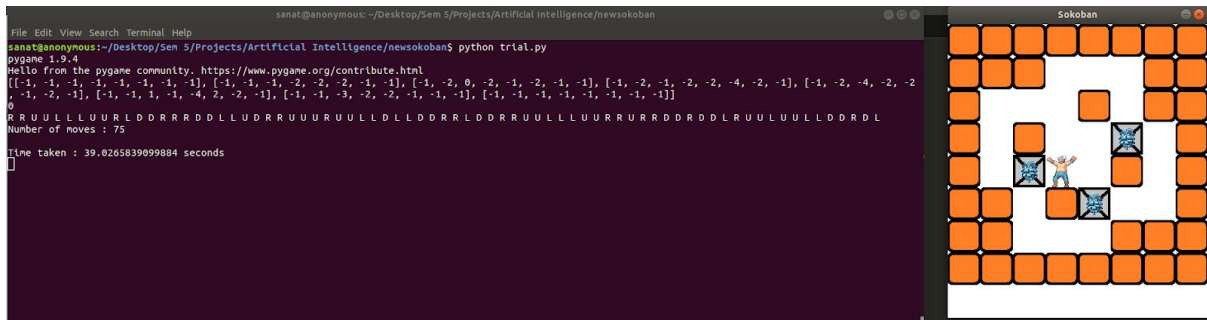 sanat@anonymous: ~/Desktop/Sem 5/Projects/Artificial Intelligence/newsokoban
File Edit View Search Terminal Help
sanat@anonymous:~/Desktop/Sem 5/Projects/Artificial Intelligence/newsokoban$ python trial.py
pygame 1.9.4
Hello from the pygame community. https://www.pygame.org/contribute.html
[[-1, -1, -1, -1, -1, -1, -1, -1], [-1, -1, -1, -2, -2, -2, -1, -1], [-1, -2, 0, -2, -1, -2, -1, -1], [-1, -2, -1, -2, -2, -4, -2, -1], [-1, -2, -4, -2, -2
, -1, -2, -1], [-1, -1, 1, -1, -4, 2, -2, -1], [-1, -1, -3, -2, -2, -1, -1, -1], [-1, -1, -1, -1, -1, -1, -1, -1]]
0
R R U U L L L U U R L D D R R R D D L L U D R R U U U R U U L L D L L D D R R L D D R R U U L L L U U R R U R R D D R D D L R U U L U U L L D D R D L
Number of moves : 75
Time taken : 39.0265839099884 seconds
Sokoban